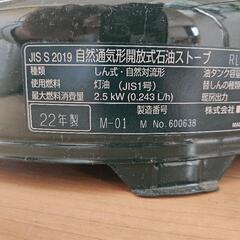 JIS S 2019 自然通気形開放式石油ストーブ RL
種類 しん式・自然対流形 油タンク容量
使用燃料 灯油 (JIS1号) 替しんの種類
最大燃料消費量 2.5 kW (0.243 L/h) 暖房出力
製造番号 株式会社
22年製 M-01 M No. 600638